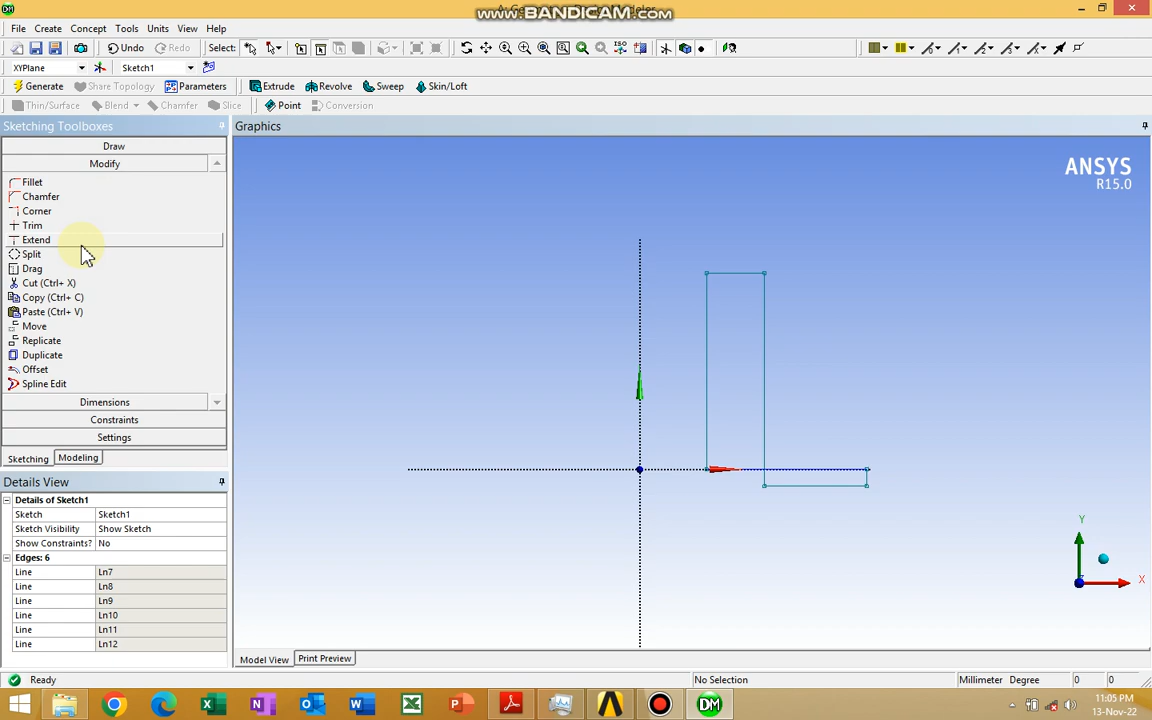 www.BANDICAM.com
File Create Concept Tools Units View Help
Undo Redo Select:
XYPlane Sketch1
Generate Share Topology Parameters Extrude Revolve Sweep Skin/Loft
Thin/Surface Blend Chamfer Slice Point Conversion
Sketching Toolboxes
Graphics
Draw
Modify
Fillet
Chamfer
Corner
Trim
Extend
Split
Drag
Cut (Ctrl+ X)
Copy (Ctrl+ C)
Paste (Ctrl+ V)
Move
Replicate
Duplicate
Offset
Spline Edit
Dimensions
Constraints
Settings
Sketching Modeling
Details View
Details of Sketch1
Sketch Sketch1
Sketch Visibility Show Sketch
Show Constraints? No
Edges: 6
Line Ln7
Line Ln8
Line Ln9
Line Ln10
Line Ln11
Line Ln12
ANSYS
R15.0
Y
X
Model View Print Preview
Ready No Selection Millimeter Degree 0 0
11:05 PM
13-Nov-22